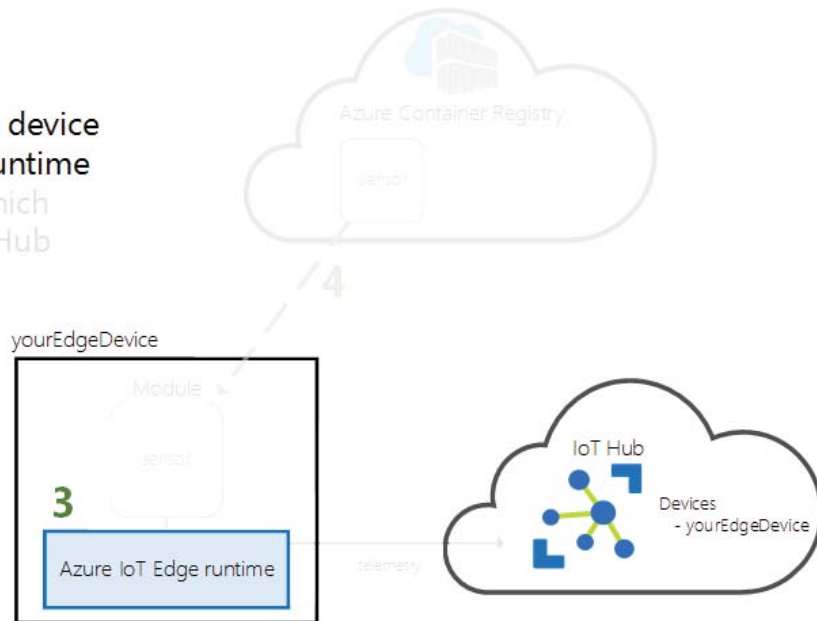 device
untime
hich
Hub
Azure Container Registry
sensor
4
yourEdgeDevice
Module
sensor
3
Azure IoT Edge runtime
telemetry
IoT Hub
Devices
- yourEdgeDevice